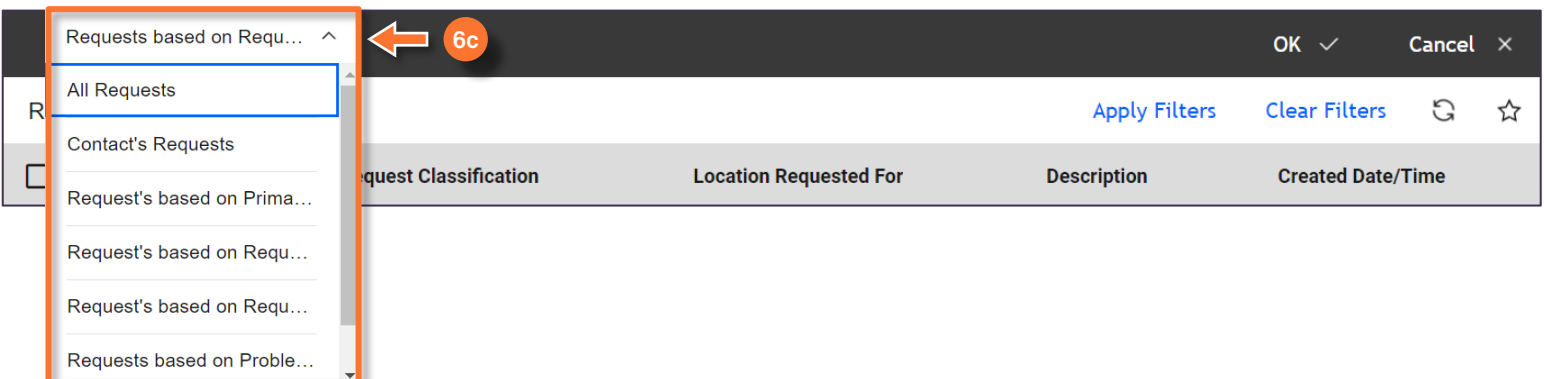 Requests based on Requ...
6c
OK
Cancel
All Requests
R
Apply Filters
Clear Filters
Contact's Requests
quest Classification
Location Requested For
Description
Created Date/Time
Request's based on Prima...
Request's based on Requ...
Request's based on Requ...
Requests based on Proble...